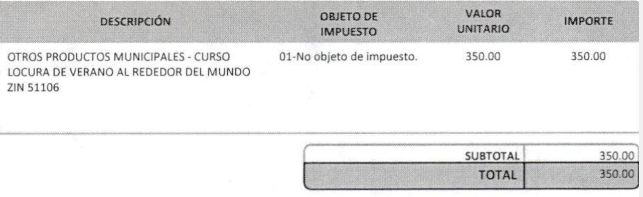 DESCRIPCIÓN OBJETO DE IMPUESTO VALOR UNITARIO IMPORTE
OTROS PRODUCTOS MUNICIPALES - CURSO 01-No objeto de impuesto. 350.00 350.00
LOCURA DE VERANO AL REDEDOR DEL MUNDO
ZIN 51106
SUBTOTAL 350.00
TOTAL 350.00